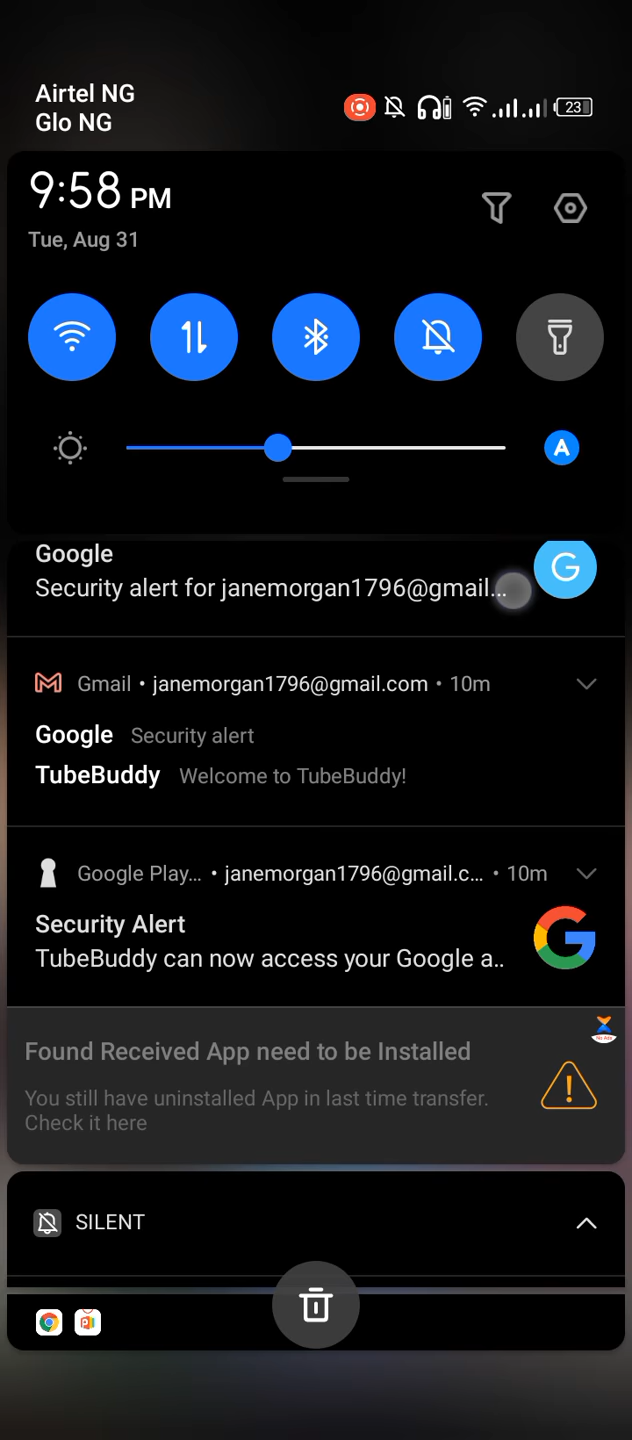 Airtel NG
Glo NG
23
9:58 PM
Tue, Aug 31
A
Google
Security alert for janemorgan1796@gmail...
G
Gmail • janemorgan1796@gmail.com • 10m
Google Security alert
TubeBuddy Welcome to TubeBuddy!
Google Play... • janemorgan1796@gmail.c... • 10m
Security Alert
TubeBuddy can now access your Google a..
G
No Ads
Found Received App need to be Installed
You still have uninstalled App in last time transfer.
Check it here
SILENT